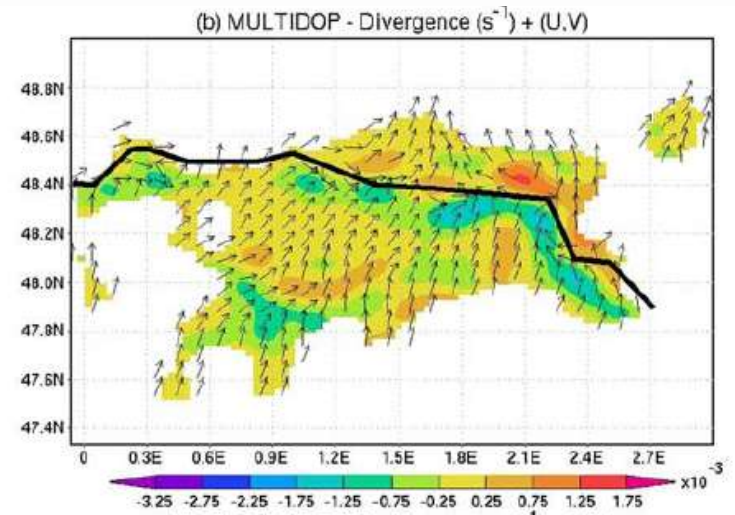 (b) MULTIDOP - Divergence (s⁻¹) + (U,V)
48.8N
48.6N
48.4N
48.2N
48.0N
47.8N
47.6N
47.4N
0 0.3E 0.6E 0.9E 1.2E 1.5E 1.8E 2.1E 2.4E 2.7E
x10⁻³
-3.25 -2.75 -2.25 -1.75 -1.25 -0.75 -0.25 0.25 0.75 1.25 1.75